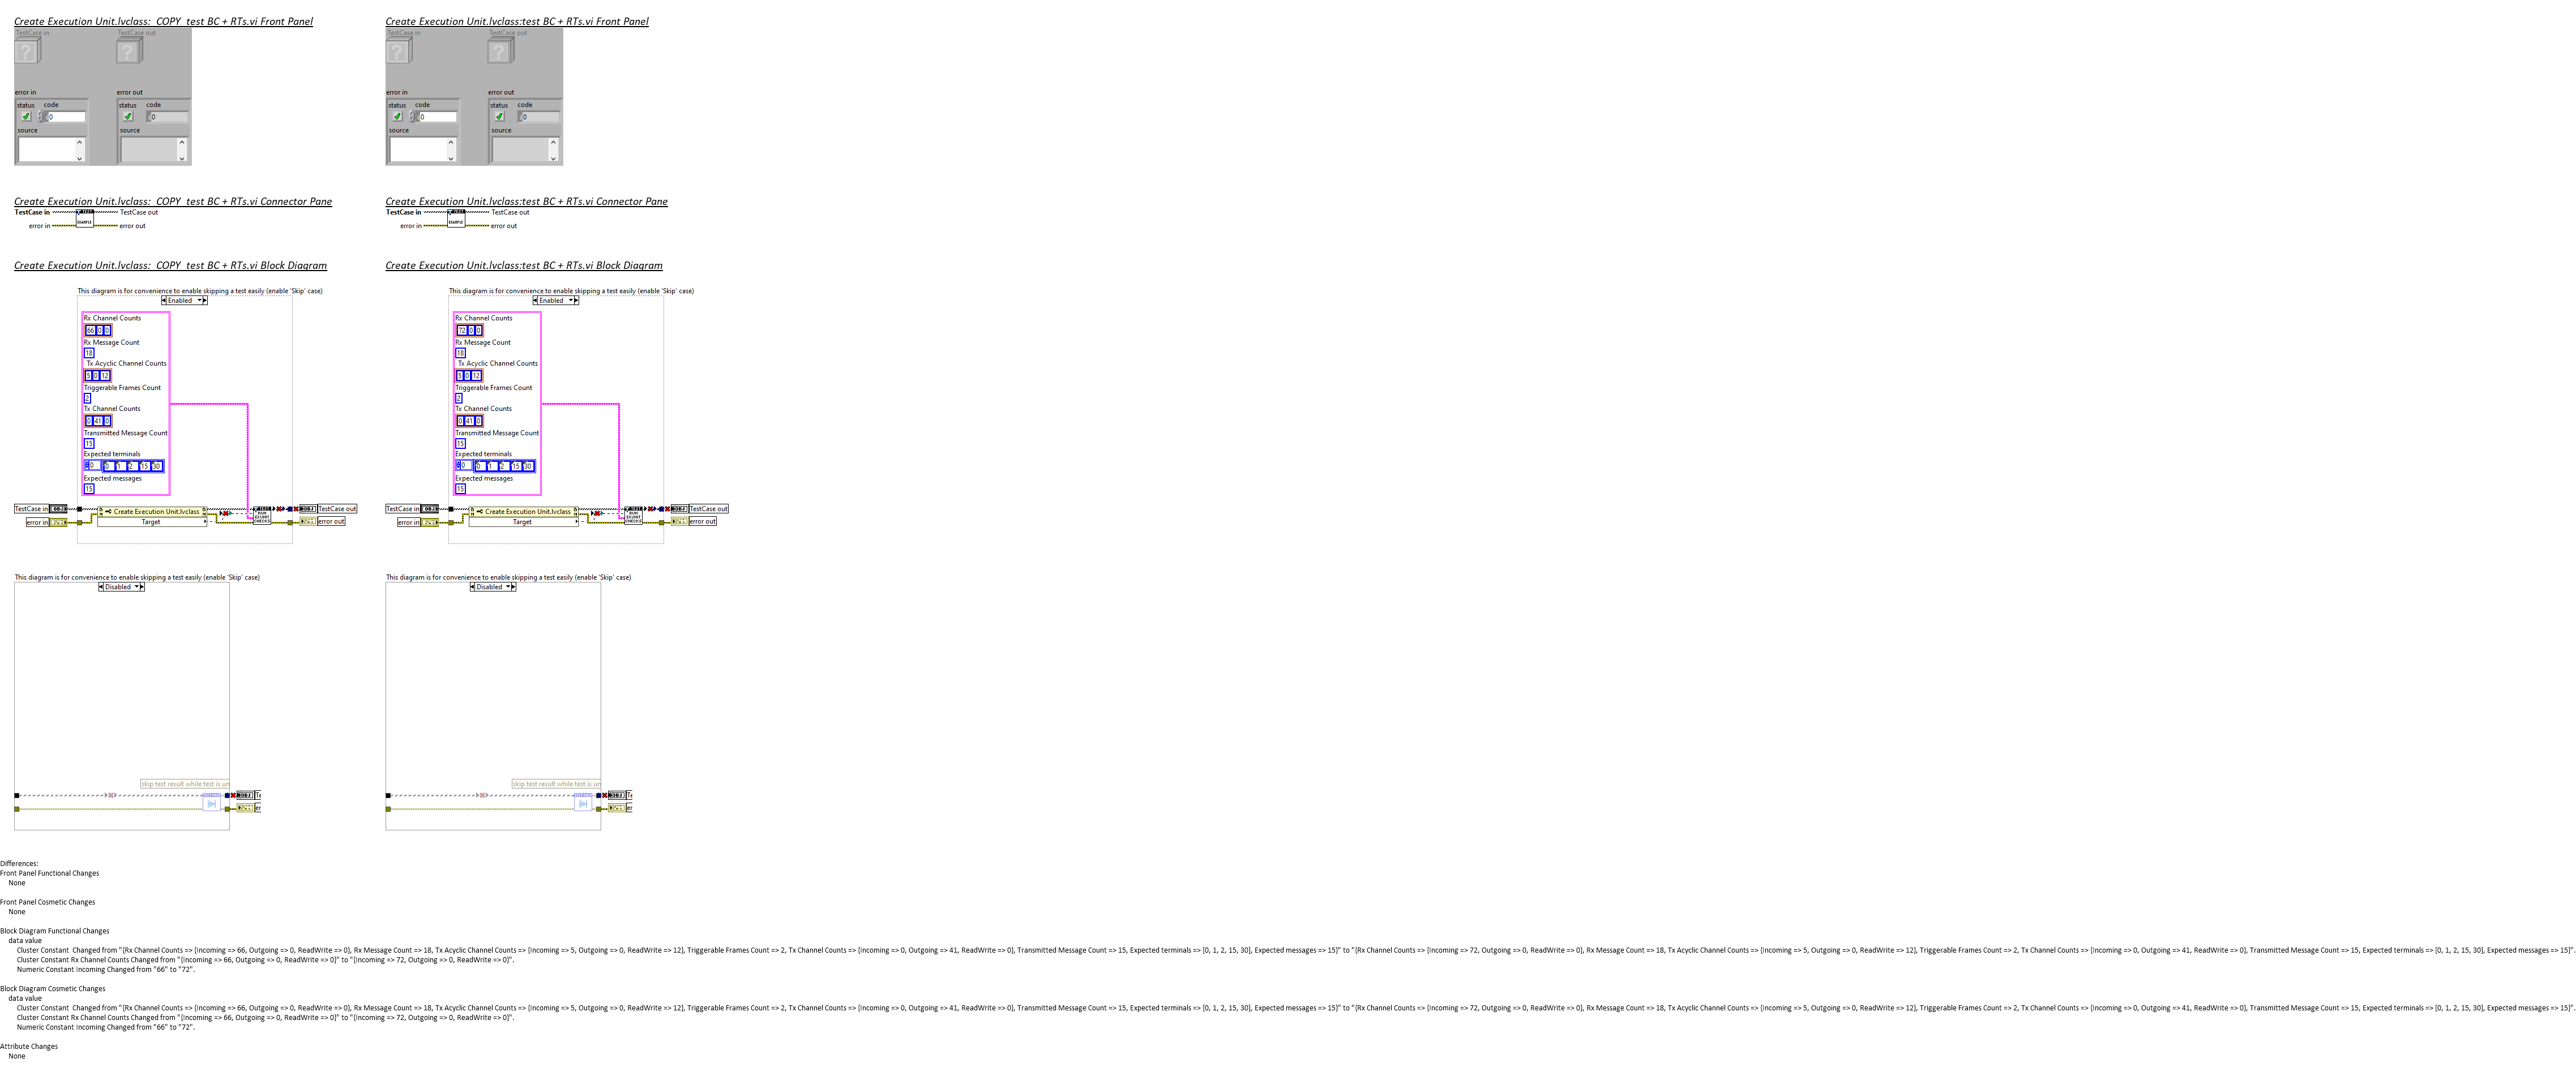 Create Execution Unit.lvclass:_COPY_test BC + RTs.vi Front Panel
TestCase in
TestCase out
error in
error out
status
code
status
code
0
0
source
source
Create Execution Unit.lvclass:_COPY_test BC + RTs.vi Connector Pane
TestCase in
TestCase out
error in
error out
EXAMPLE
Create Execution Unit.lvclass:_COPY_test BC + RTs.vi Block Diagram
This diagram is for convenience to enable skipping a test easily (enable 'Skip' case)
Enabled
Rx Channel Counts
66 0 0
Rx Message Count
18
Tx Acyclic Channel Counts
5 0 12
Triggerable Frames Count
2
Tx Channel Counts
0 41 0
Transmitted Message Count
15
Expected terminals
0 0 1 2 15 30
Expected messages
15
TestCase in
Create Execution Unit.lvclass
TestCase out
error in
Target
error out
This diagram is for convenience to enable skipping a test easily (enable 'Skip' case)
Disabled
skip test result while test is un
Create Execution Unit.lvclass:test BC + RTs.vi Front Panel
TestCase in
TestCase out
error in
error out
status
code
status
code
0
0
source
source
Create Execution Unit.lvclass:test BC + RTs.vi Connector Pane
TestCase in
TestCase out
error in
error out
EXAMPLE
Create Execution Unit.lvclass:test BC + RTs.vi Block Diagram
This diagram is for convenience to enable skipping a test easily (enable 'Skip' case)
Enabled
Rx Channel Counts
72 0 0
Rx Message Count
18
Tx Acyclic Channel Counts
5 0 12
Triggerable Frames Count
2
Tx Channel Counts
0 41 0
Transmitted Message Count
15
Expected terminals
0 0 1 2 15 30
Expected messages
15
TestCase in
Create Execution Unit.lvclass
TestCase out
error in
Target
error out
This diagram is for convenience to enable skipping a test easily (enable 'Skip' case)
Disabled
skip test result while test is un
Differences:
Front Panel Functional Changes
None
Front Panel Cosmetic Changes
None
Block Diagram Functional Changes
data value
Cluster Constant  Changed from "{Rx Channel Counts => {Incoming => 66, Outgoing => 0, ReadWrite => 0}, Rx Message Count => 18, Tx Acyclic Channel Counts => {Incoming => 5, Outgoing => 0, ReadWrite => 12}, Triggerable Frames Count => 2, Tx Channel Counts => {Incoming => 0, Outgoing => 41, ReadWrite => 0}, Transmitted Message Count => 15, Expected terminals => [0, 1, 2, 15, 30], Expected messages => 15}" to "{Rx Channel Counts => {Incoming => 72, Outgoing => 0, ReadWrite => 0}, Rx Message Count => 18, Tx Acyclic Channel Counts => {Incoming => 5, Outgoing => 0, ReadWrite => 12}, Triggerable Frames Count => 2, Tx Channel Counts => {Incoming => 0, Outgoing => 41, ReadWrite => 0}, Transmitted Message Count => 15, Expected terminals => [0, 1, 2, 15, 30], Expected messages => 15}".
Cluster Constant Rx Channel Counts Changed from "{Incoming => 66, Outgoing => 0, ReadWrite => 0}" to "{Incoming => 72, Outgoing => 0, ReadWrite => 0}".
Numeric Constant Incoming Changed from "66" to "72".
Block Diagram Cosmetic Changes
data value
Cluster Constant  Changed from "{Rx Channel Counts => {Incoming => 66, Outgoing => 0, ReadWrite => 0}, Rx Message Count => 18, Tx Acyclic Channel Counts => {Incoming => 5, Outgoing => 0, ReadWrite => 12}, Triggerable Frames Count => 2, Tx Channel Counts => {Incoming => 0, Outgoing => 41, ReadWrite => 0}, Transmitted Message Count => 15, Expected terminals => [0, 1, 2, 15, 30], Expected messages => 15}" to "{Rx Channel Counts => {Incoming => 72, Outgoing => 0, ReadWrite => 0}, Rx Message Count => 18, Tx Acyclic Channel Counts => {Incoming => 5, Outgoing => 0, ReadWrite => 12}, Triggerable Frames Count => 2, Tx Channel Counts => {Incoming => 0, Outgoing => 41, ReadWrite => 0}, Transmitted Message Count => 15, Expected terminals => [0, 1, 2, 15, 30], Expected messages => 15}".
Cluster Constant Rx Channel Counts Changed from "{Incoming => 66, Outgoing => 0, ReadWrite => 0}" to "{Incoming => 72, Outgoing => 0, ReadWrite => 0}".
Numeric Constant Incoming Changed from "66" to "72".
Attribute Changes
None